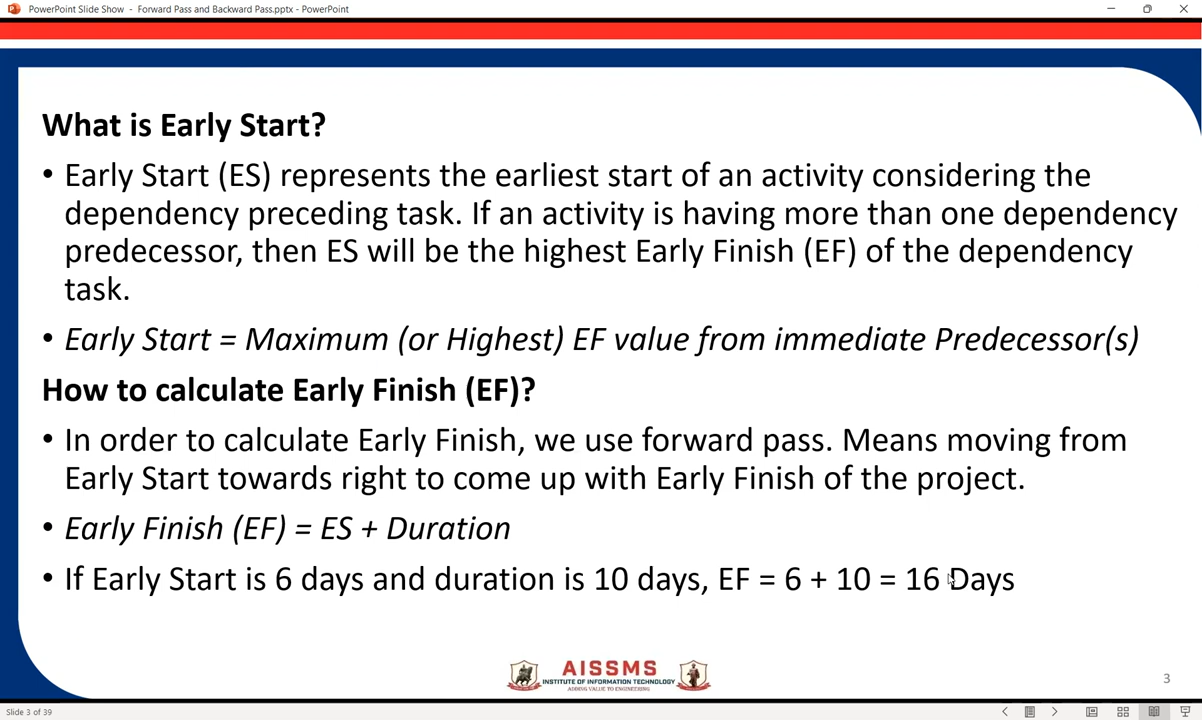 PowerPoint Slide Show - Forward Pass and Backward Pass.pptx - PowerPoint
What is Early Start?
• Early Start (ES) represents the earliest start of an activity considering the
dependency preceding task. If an activity is having more than one dependency
predecessor, then ES will be the highest Early Finish (EF) of the dependency
task.
• Early Start = Maximum (or Highest) EF value from immediate Predecessor(s)
How to calculate Early Finish (EF)?
• In order to calculate Early Finish, we use forward pass. Means moving from
Early Start towards right to come up with Early Finish of the project.
• Early Finish (EF) = ES + Duration
• If Early Start is 6 days and duration is 10 days, EF = 6 + 10 = 16 Days
AISSMS
INSTITUTE OF INFORMATION TECHNOLOGY
ADDING VALUE TO ENGINEERING
3
Slide 3 of 39